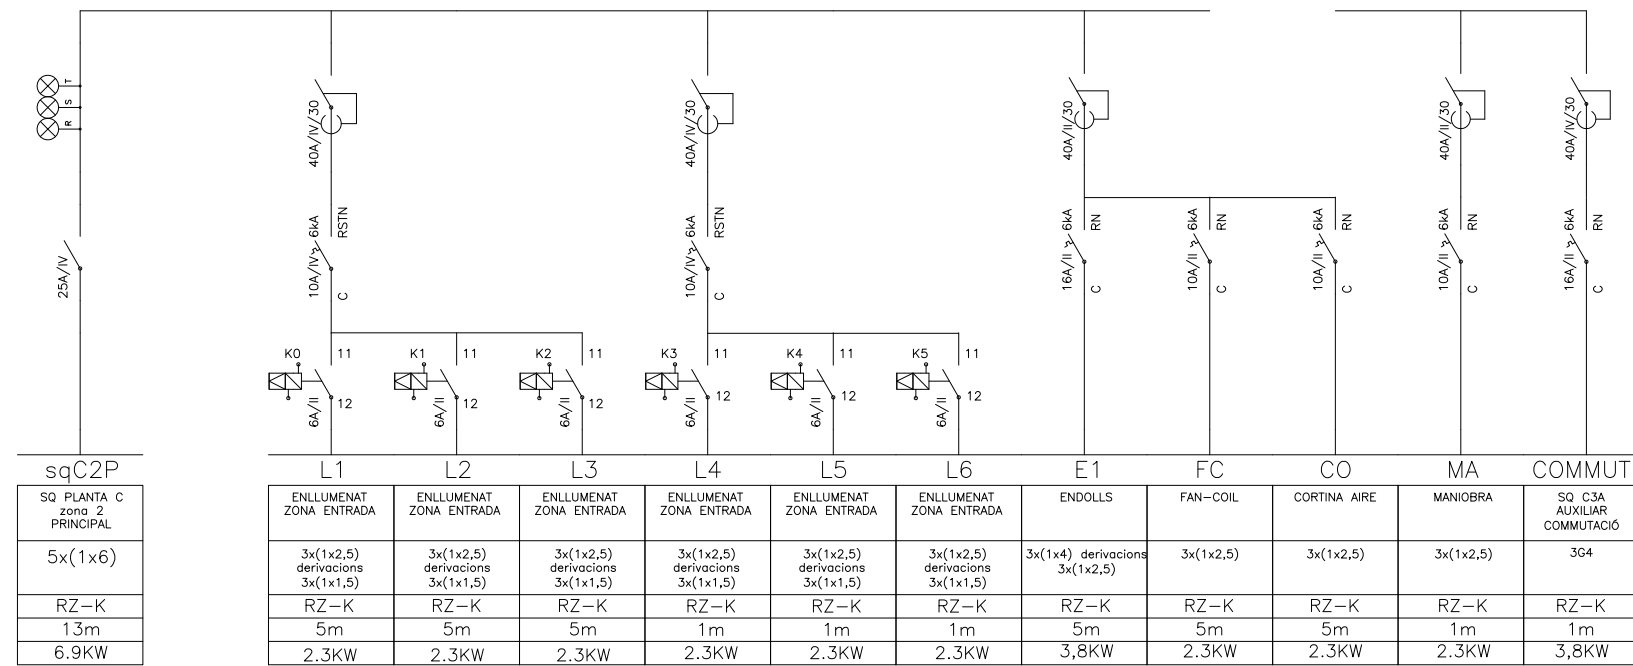 T
S
R
25A/IV
40A/IV/30
40A/IV/30
40A/II/30
40A/II/30
40A/IV/30
10A/IV 6kA
RSTN
C
10A/IV 6kA
RSTN
C
16A/II 6kA
RN
C
10A/II 6kA
RN
C
10A/II 6kA
RN
C
10A/II 6kA
RN
C
16A/II 6kA
RN
C
K0 11
K1 11
K2 11
K3 11
K4 11
K5 11
6A/II 12
6A/II 12
6A/II 12
6A/II 12
6A/II 12
6A/II 12
sqC2P L1 L2 L3 L4 L5 L6 E1 FC CO MA COMMUT
SQ PLANTA C
zona 2
PRINCIPAL
ENLLUMENAT
ZONA ENTRADA
ENLLUMENAT
ZONA ENTRADA
ENLLUMENAT
ZONA ENTRADA
ENLLUMENAT
ZONA ENTRADA
ENLLUMENAT
ZONA ENTRADA
ENLLUMENAT
ZONA ENTRADA
ENDOLLS
FAN-COIL
CORTINA AIRE
MANIOBRA
SQ C3A
AUXILIAR
COMMUTACIÓ
5x(1x6)
3x(1x2,5)
derivacions
3x(1x1,5)
3x(1x2,5)
derivacions
3x(1x1,5)
3x(1x2,5)
derivacions
3x(1x1,5)
3x(1x2,5)
derivacions
3x(1x1,5)
3x(1x2,5)
derivacions
3x(1x1,5)
3x(1x2,5)
derivacions
3x(1x1,5)
3x(1x4) derivacions
3x(1x2,5)
3x(1x2,5)
3x(1x2,5)
3x(1x2,5)
3G4
RZ-K RZ-K RZ-K RZ-K RZ-K RZ-K RZ-K RZ-K RZ-K RZ-K RZ-K RZ-K
13m 5m 5m 5m 1m 1m 1m 5m 5m 5m 1m 1m
6.9KW 2.3KW 2.3KW 2.3KW 2.3KW 2.3KW 2.3KW 3,8KW 2.3KW 2.3KW 2.3KW 3,8KW